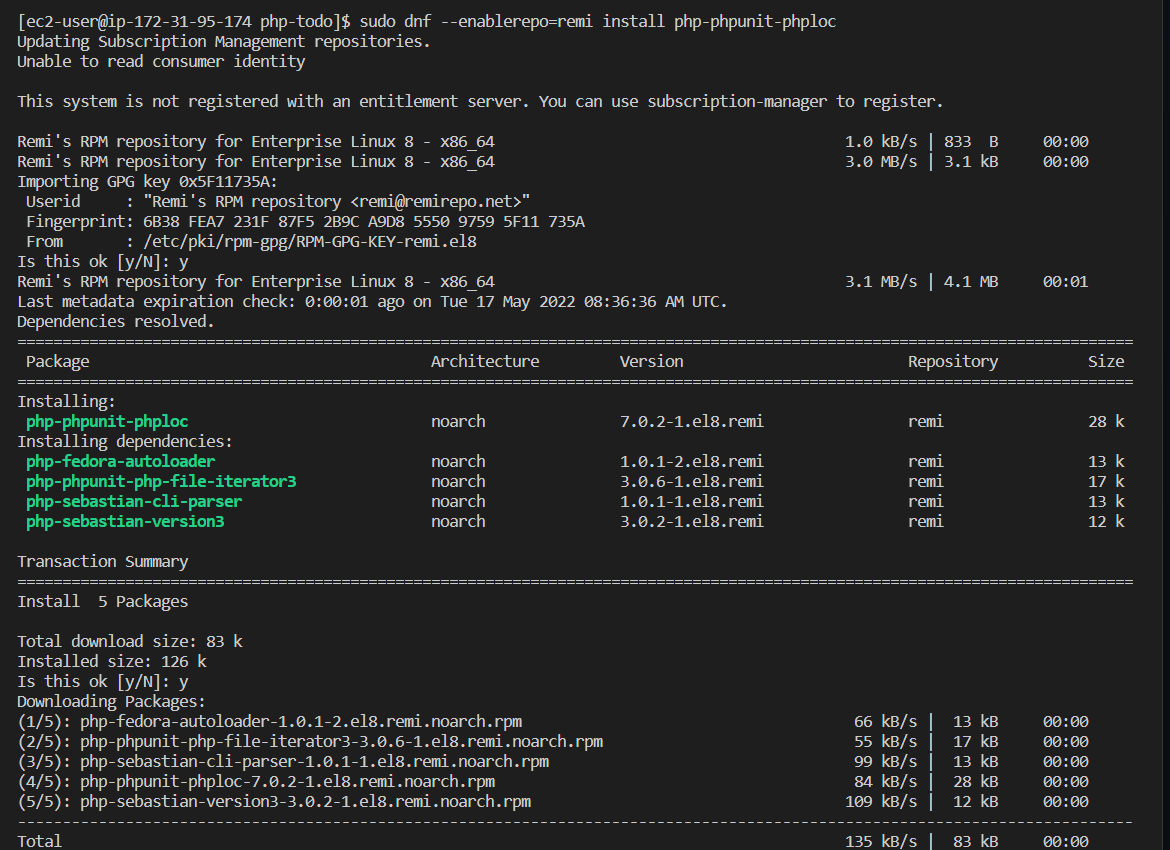 [ec2-user@ip-172-31-95-174 php-todo]$ sudo dnf --enablerepo=remi install php-phpunit-phploc
Updating Subscription Management repositories.
Unable to read consumer identity
This system is not registered with an entitlement server. You can use subscription-manager to register.
Remi's RPM repository for Enterprise Linux 8 - x86_64 1.0 kB/s | 833 B 00:00
Remi's RPM repository for Enterprise Linux 8 - x86_64 3.0 MB/s | 3.1 kB 00:00
Importing GPG key 0x5F11735A:
Userid : "Remi's RPM repository <remi@remirepo.net>"
Fingerprint: 6B38 FEA7 231F 87F5 2B9C A9D8 5550 9759 5F11 735A
From : /etc/pki/rpm-gpg/RPM-GPG-KEY-remi.el8
Is this ok [y/N]: y
Remi's RPM repository for Enterprise Linux 8 - x86_64 3.1 MB/s | 4.1 MB 00:01
Last metadata expiration check: 0:00:01 ago on Tue 17 May 2022 08:36:36 AM UTC.
Dependencies resolved.
============================================================================================================================
Package Architecture Version Repository Size
============================================================================================================================
Installing:
php-phpunit-phploc noarch 7.0.2-1.el8.remi remi 28 k
Installing dependencies:
php-fedora-autoloader noarch 1.0.1-2.el8.remi remi 13 k
php-phpunit-php-file-iterator3 noarch 3.0.6-1.el8.remi remi 17 k
php-sebastian-cli-parser noarch 1.0.1-1.el8.remi remi 13 k
php-sebastian-version3 noarch 3.0.2-1.el8.remi remi 12 k
Transaction Summary
============================================================================================================================
Install 5 Packages
Total download size: 83 k
Installed size: 126 k
Is this ok [y/N]: y
Downloading Packages:
(1/5): php-fedora-autoloader-1.0.1-2.el8.remi.noarch.rpm 66 kB/s | 13 kB 00:00
(2/5): php-phpunit-php-file-iterator3-3.0.6-1.el8.remi.noarch.rpm 55 kB/s | 17 kB 00:00
(3/5): php-sebastian-cli-parser-1.0.1-1.el8.remi.noarch.rpm 99 kB/s | 13 kB 00:00
(4/5): php-phpunit-phploc-7.0.2-1.el8.remi.noarch.rpm 84 kB/s | 28 kB 00:00
(5/5): php-sebastian-version3-3.0.2-1.el8.remi.noarch.rpm 109 kB/s | 12 kB 00:00
----------------------------------------------------------------------------------------------------------------------------
Total 135 kB/s | 83 kB 00:00